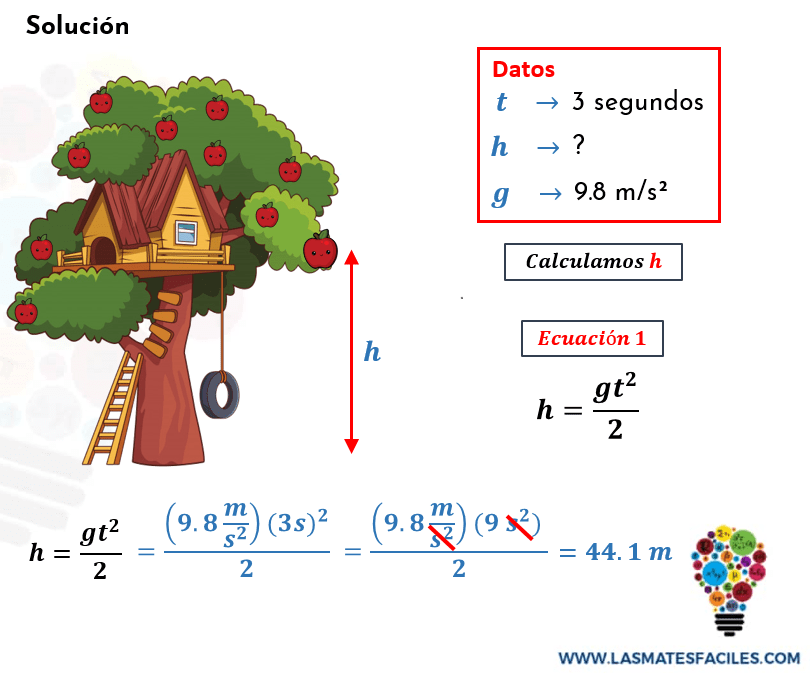 Solución
Datos
t → 3 segundos
h → ?
g → 9.8 m/s²
Calculamos h
h
Ecuación 1
h = gt²/2
h = gt²/2 = (9.8 m/s²)(3s)²/2 = (9.8 m/s²)(9 s²)/2 = 44.1 m
WWW.LASMATESFACILES.COM